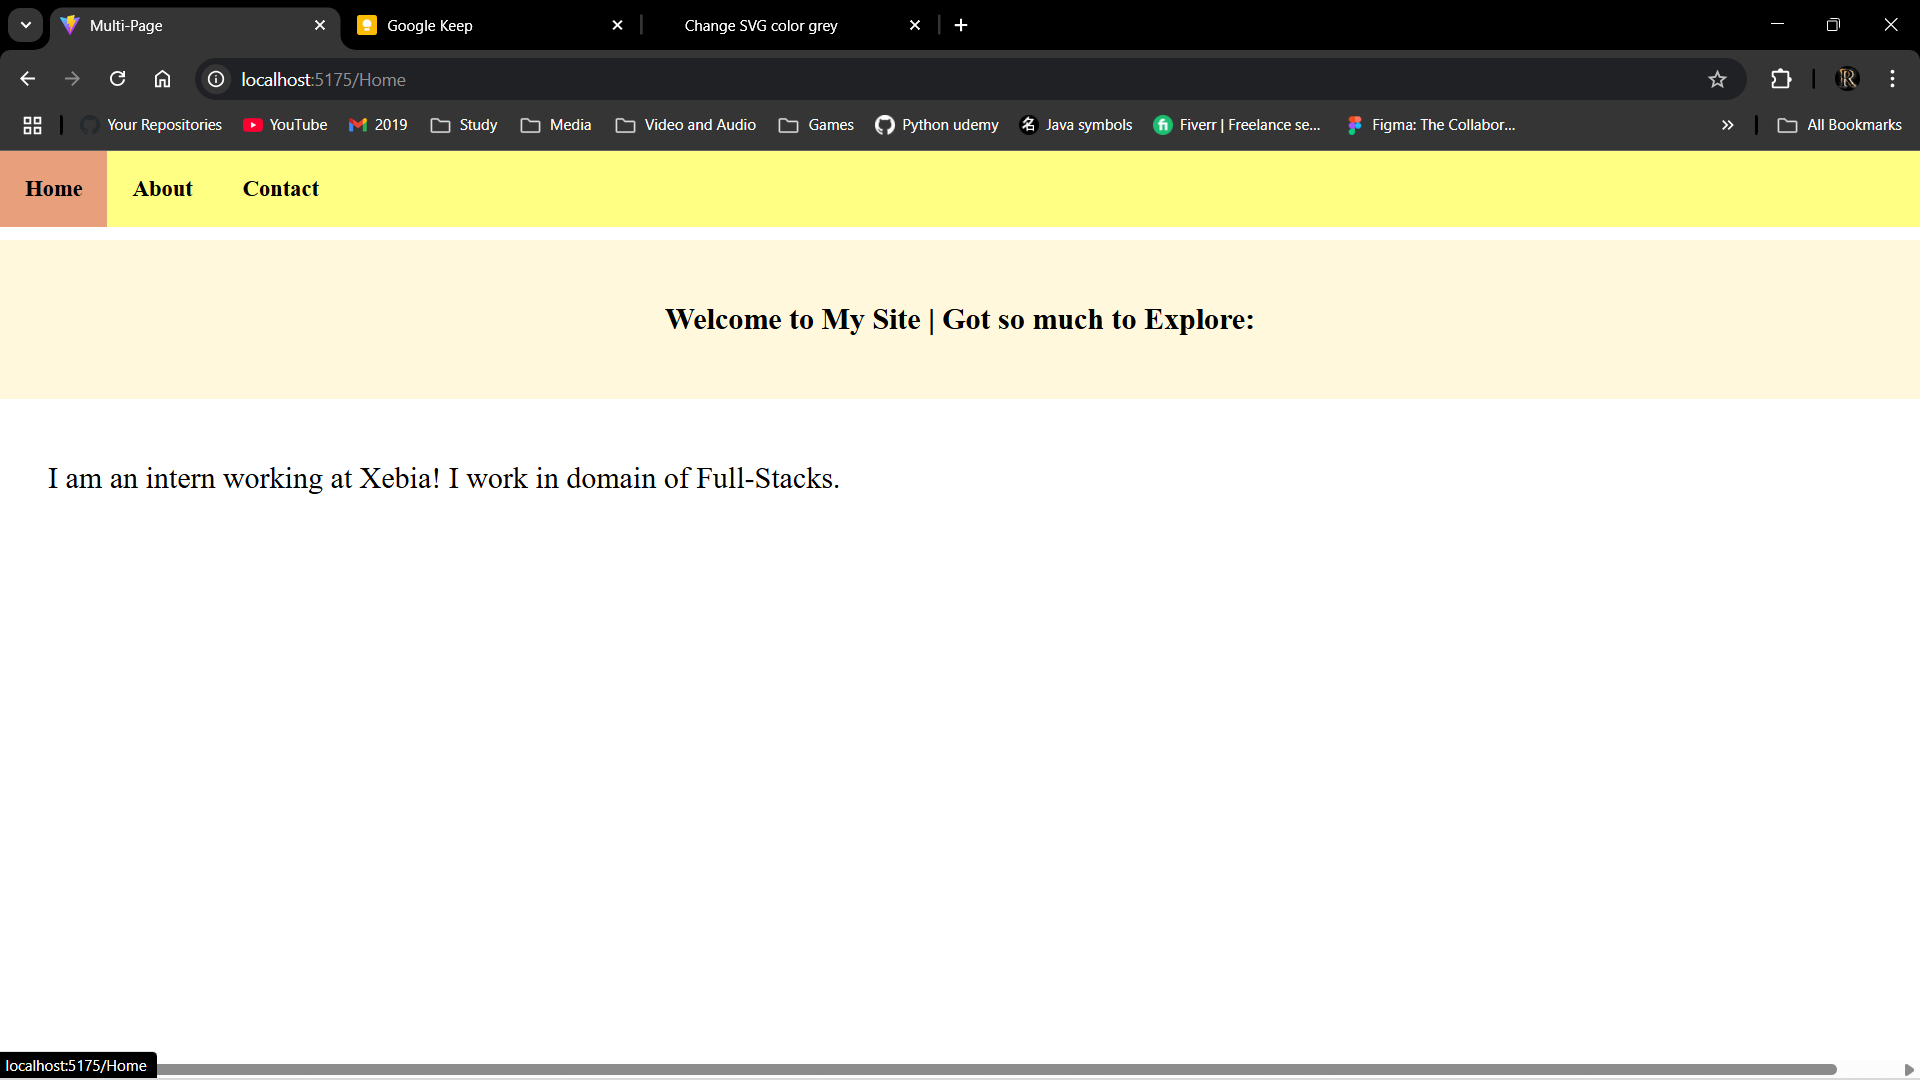 Multi-Page
Google Keep
Change SVG color grey
localhost:5175/Home
Your Repositories
YouTube
2019
Study
Media
Video and Audio
Games
Python udemy
名
Java symbols
fi
Fiverr | Freelance se...
Figma: The Collabor...
All Bookmarks
Home
About
Contact
Welcome to My Site | Got so much to Explore:
I am an intern working at Xebia! I work in domain of Full-Stacks.
localhost:5175/Home